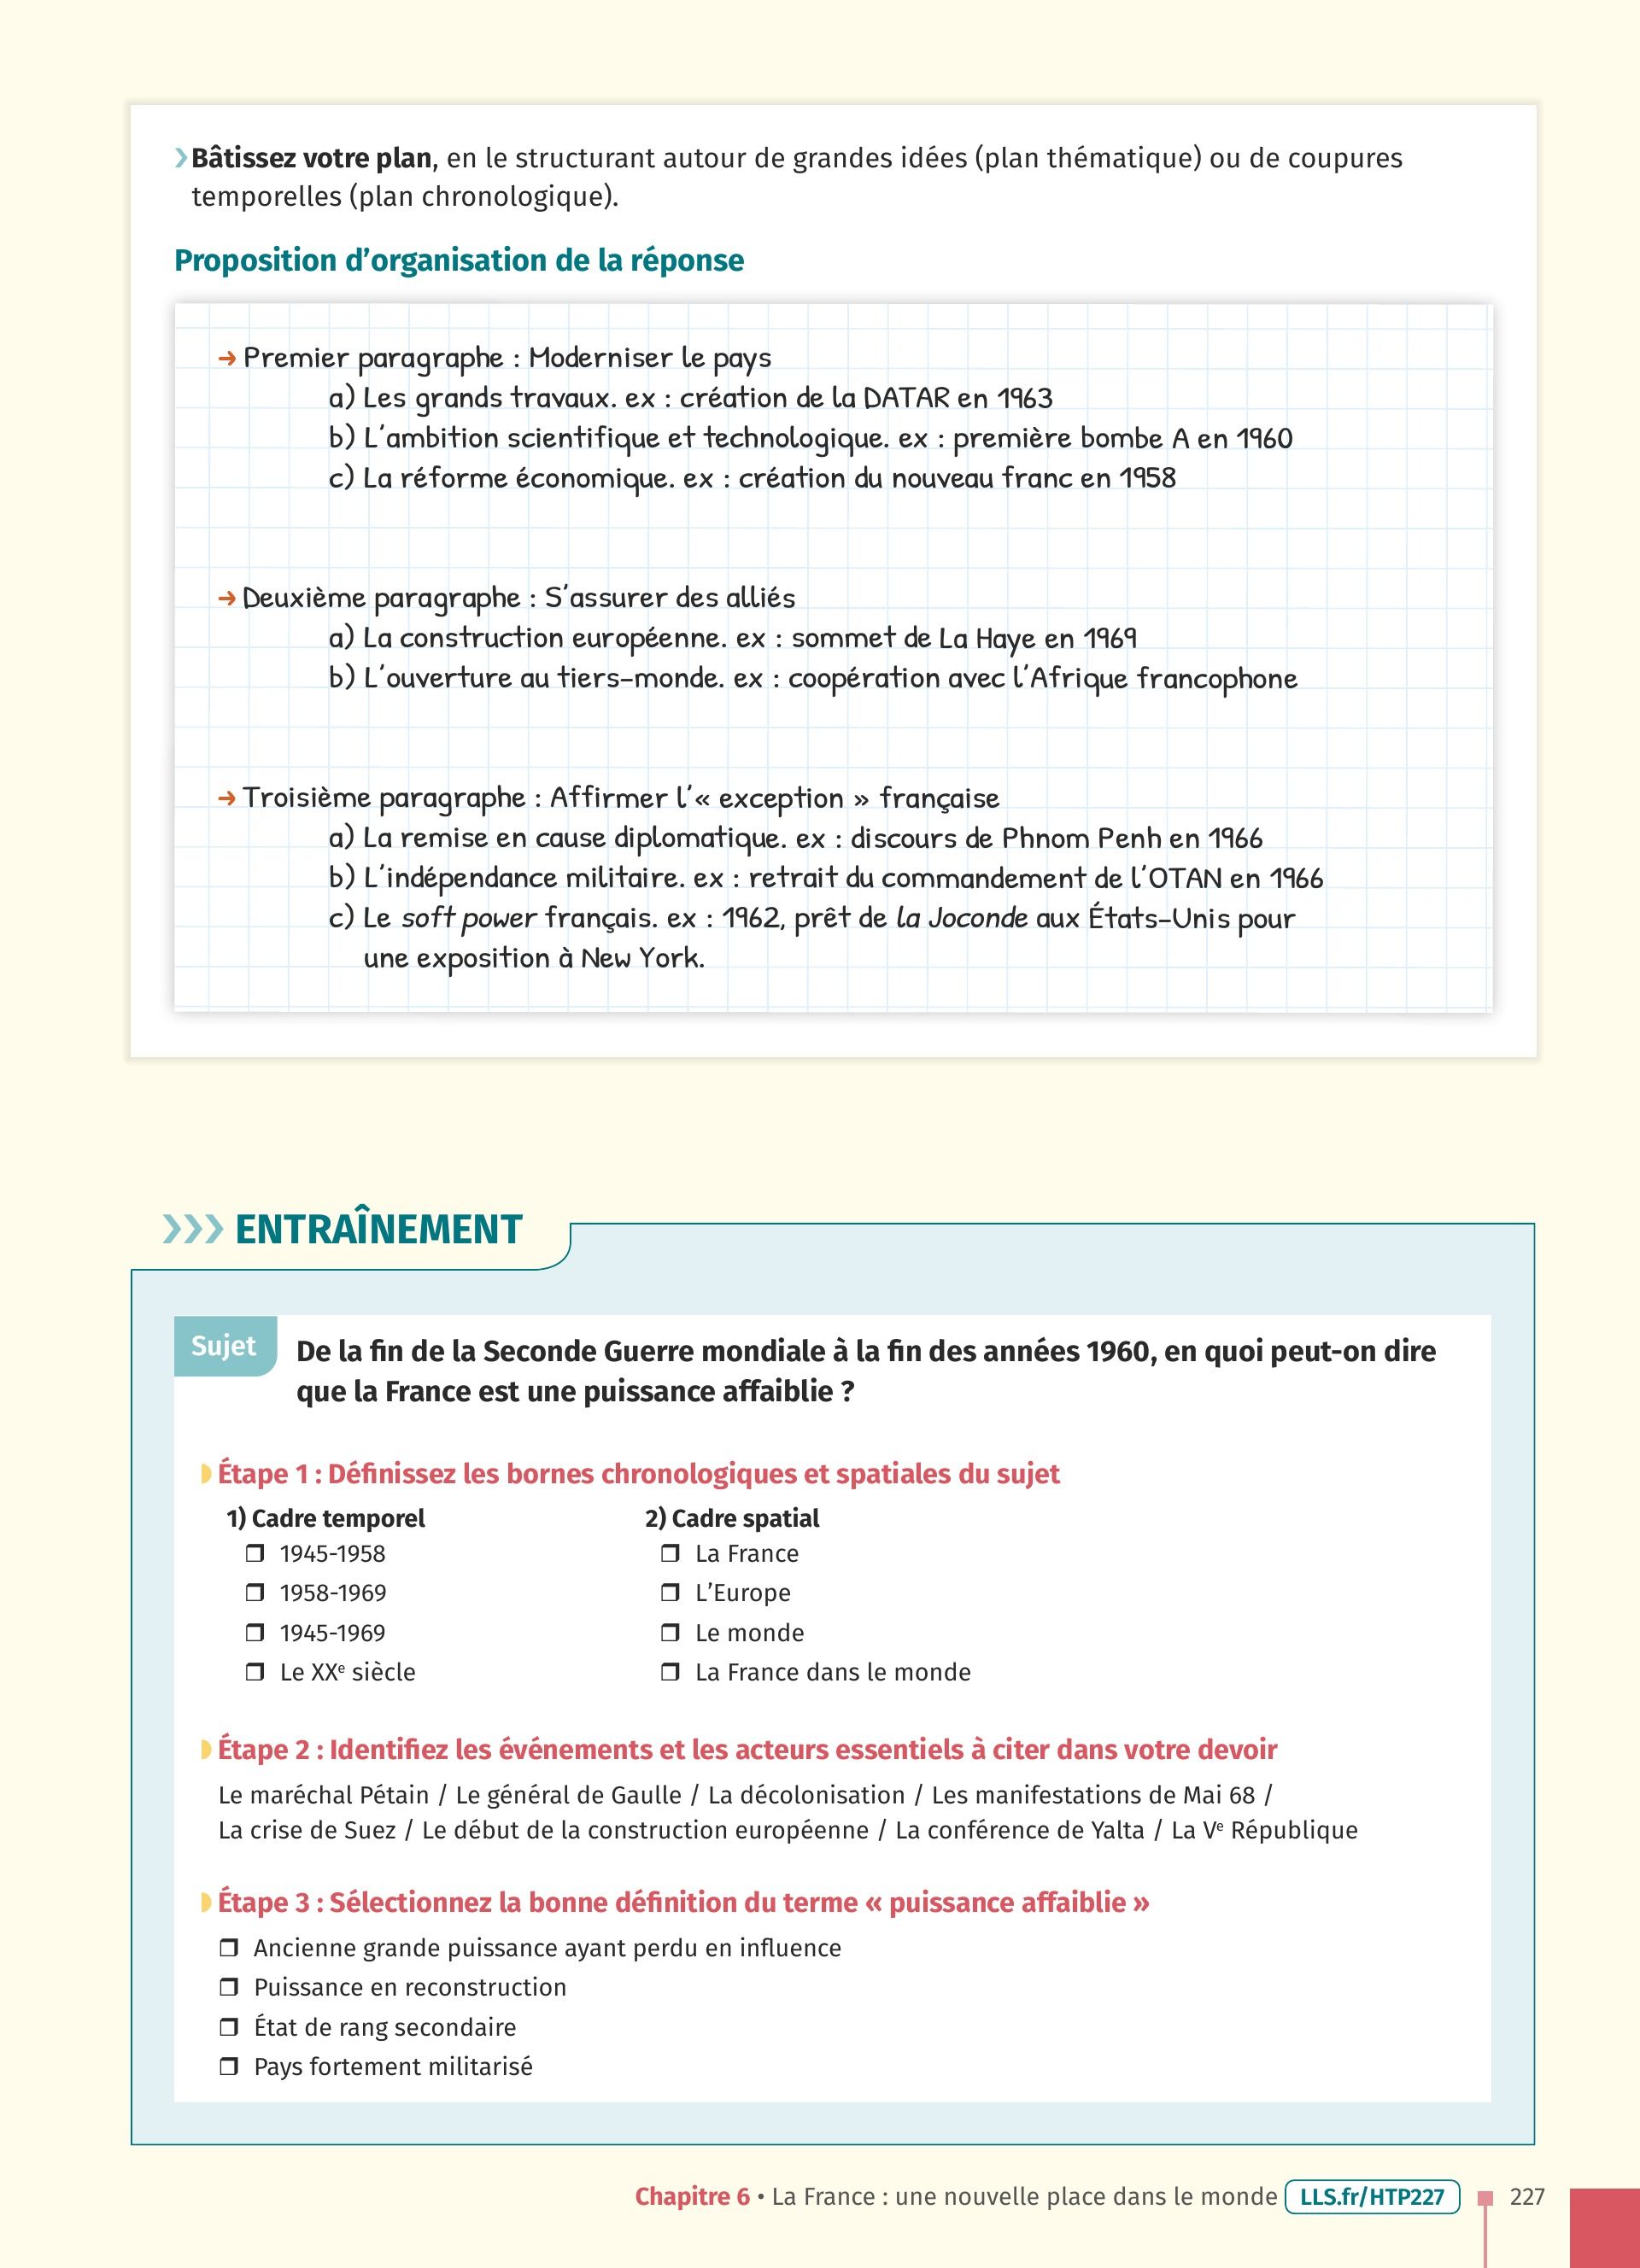 Bâtissez votre plan, en le structurant autour de grandes idées (plan thématique) ou de coupures
temporelles (plan chronologique).
Proposition d’organisation de la réponse
→ Premier paragraphe : Moderniser le pays
a) Les grands travaux. ex : création de la DATAR en 1963
b) L’ambition scientifique et technologique. ex : première bombe A en 1960
c) La réforme économique. ex : création du nouveau franc en 1958
→ Deuxième paragraphe : S’assurer des alliés
a) La construction européenne. ex : sommet de La Haye en 1969
b) L’ouverture au tiers-monde. ex : coopération avec l’Afrique francophone
→ Troisième paragraphe : Affirmer l’« exception » française
a) La remise en cause diplomatique. ex : discours de Phnom Penh en 1966
b) L’indépendance militaire. ex : retrait du commandement de l’OTAN en 1966
c) Le soft power français. ex : 1962, prêt de la Joconde aux États-Unis pour
une exposition à New York.
ENTRAÎNEMENT
Sujet
De la fin de la Seconde Guerre mondiale à la fin des années 1960, en quoi peut-on dire
que la France est une puissance affaiblie ?
Étape 1 : Définissez les bornes chronologiques et spatiales du sujet
1) Cadre temporel
❒ 1945-1958
❒ 1958-1969
❒ 1945-1969
❒ Le XXe siècle
2) Cadre spatial
❒ La France
❒ L’Europe
❒ Le monde
❒ La France dans le monde
Étape 2 : Identifiez les événements et les acteurs essentiels à citer dans votre devoir
Le maréchal Pétain / Le général de Gaulle / La décolonisation / Les manifestations de Mai 68 /
La crise de Suez / Le début de la construction européenne / La conférence de Yalta / La Ve République
Étape 3 : Sélectionnez la bonne définition du terme « puissance affaiblie »
❒ Ancienne grande puissance ayant perdu en influence
❒ Puissance en reconstruction
❒ État de rang secondaire
❒ Pays fortement militarisé
Chapitre 6 • La France : une nouvelle place dans le monde LLS.fr/HTP227 227